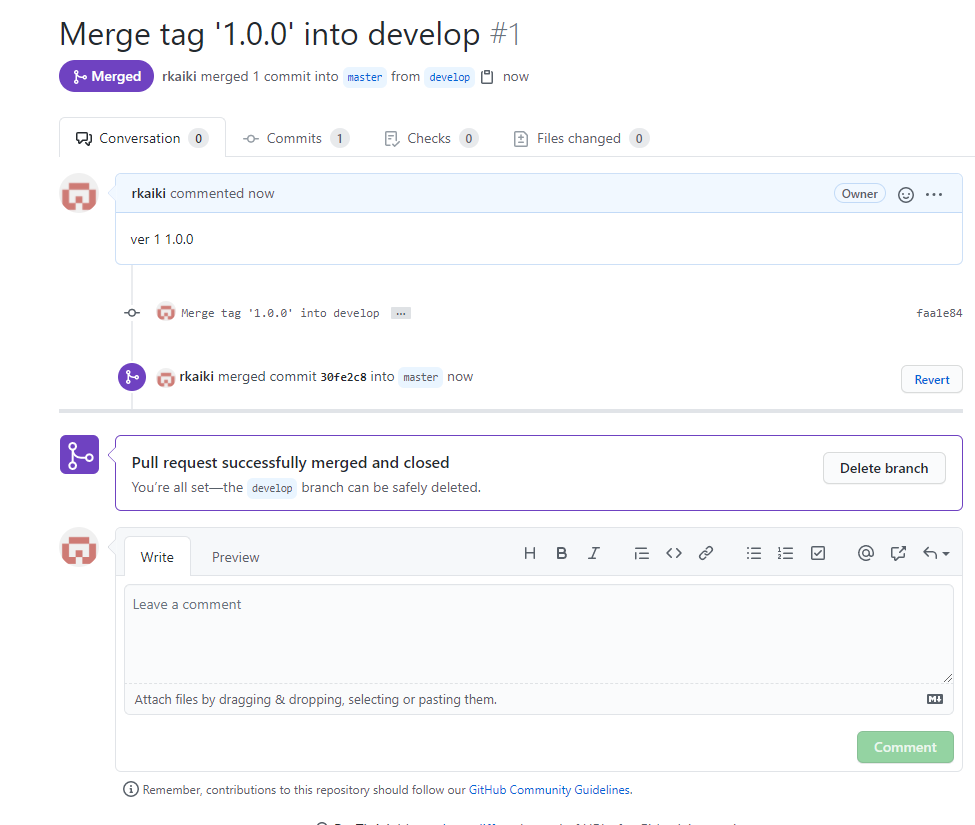 Merge tag '1.0.0' into develop #1
Merged rkaiki merged 1 commit into master from develop now
Conversation 0 Commits 1 Checks 0 Files changed 0
rkaiki commented now Owner
ver 1 1.0.0
Merge tag '1.0.0' into develop … faa1e84
rkaiki merged commit 30fe2c8 into master now Revert
Pull request successfully merged and closed Delete branch
You’re all set—the develop branch can be safely deleted.
Write Preview
Leave a comment
Attach files by dragging & dropping, selecting or pasting them.
Comment
Remember, contributions to this repository should follow our GitHub Community Guidelines.